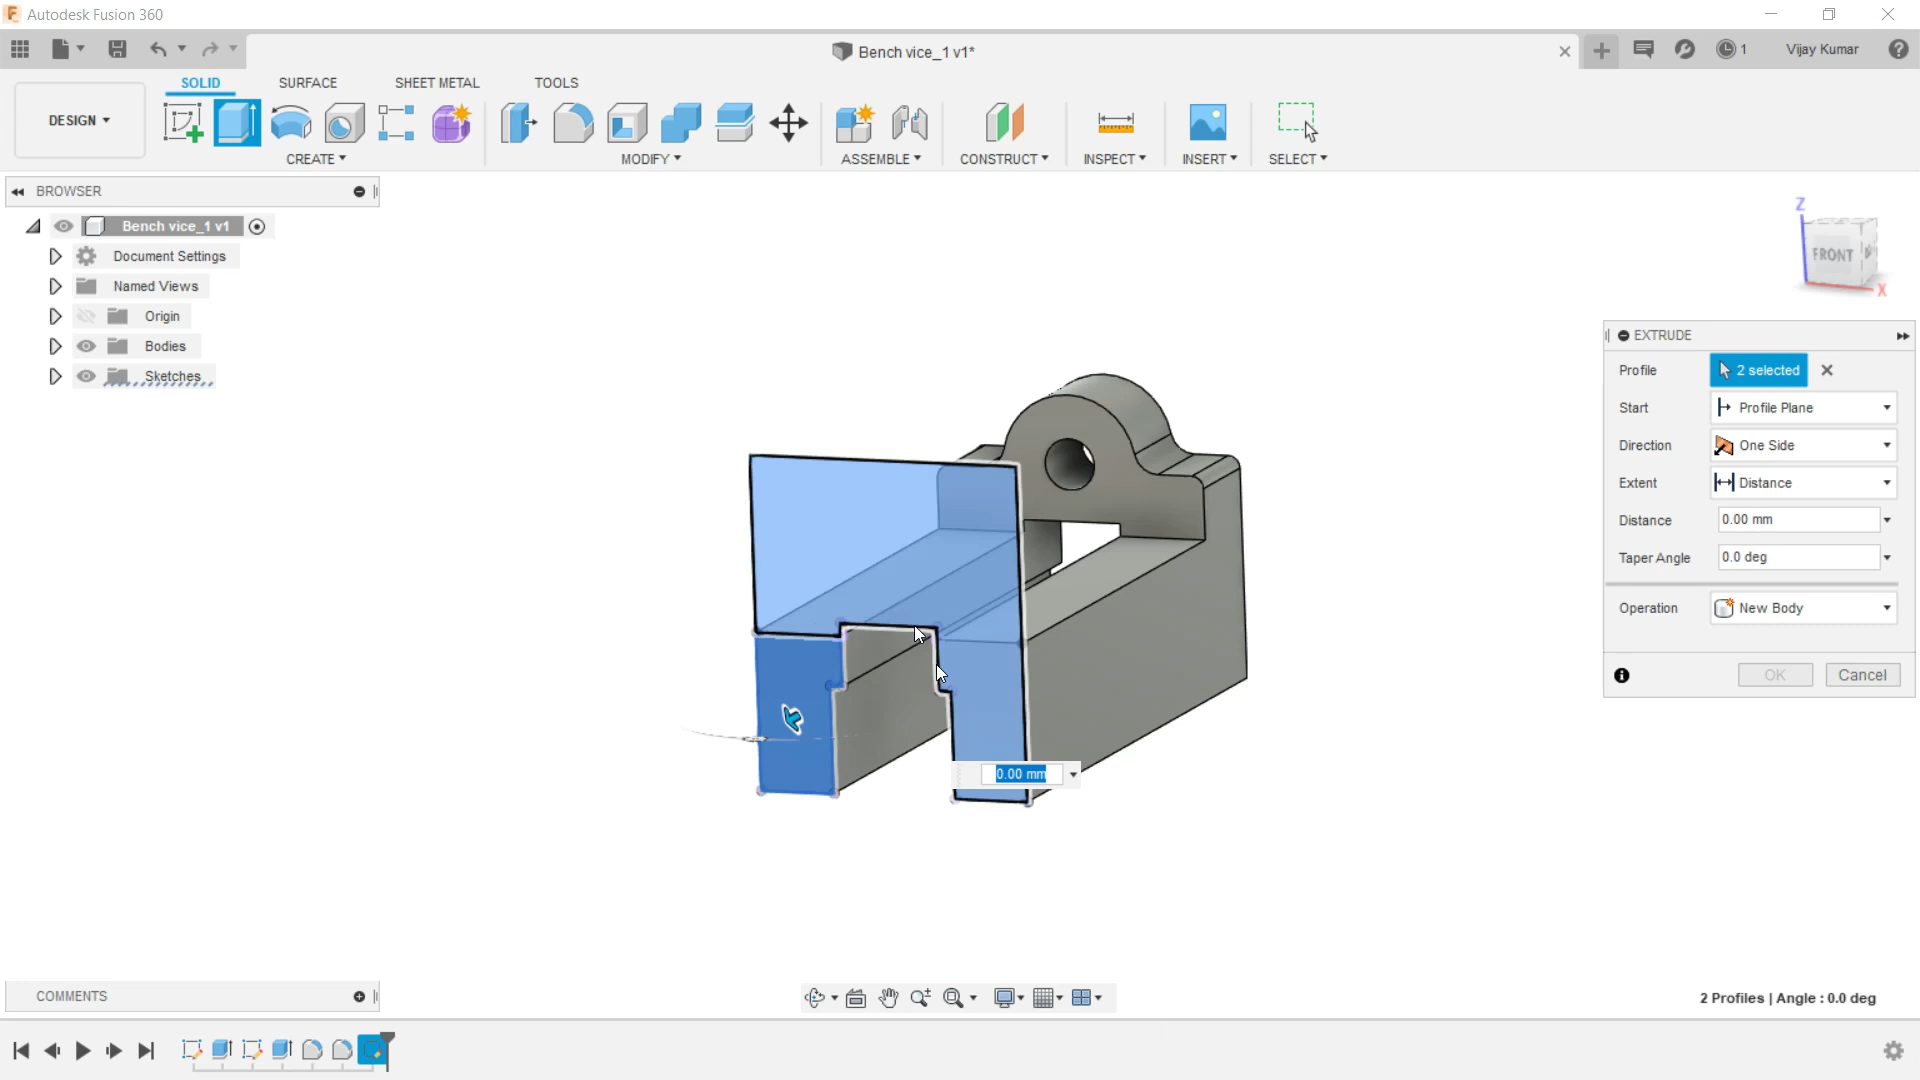 Autodesk Fusion 360
Bench vice_1 v1*
1
Vijay Kumar
SOLID
SURFACE
SHEET METAL
TOOLS
DESIGN
CREATE
MODIFY
ASSEMBLE
CONSTRUCT
INSPECT
INSERT
SELECT
BROWSER
Bench vice_1 v1
Document Settings
Named Views
Origin
Bodies
Sketches
Z
FRONT
X
EXTRUDE
Profile 2 selected
Start Profile Plane
Direction One Side
Extent Distance
Distance 0.00 mm
Taper Angle 0.0 deg
Operation New Body
OK Cancel
0.00 mm
COMMENTS
2 Profiles | Angle : 0.0 deg